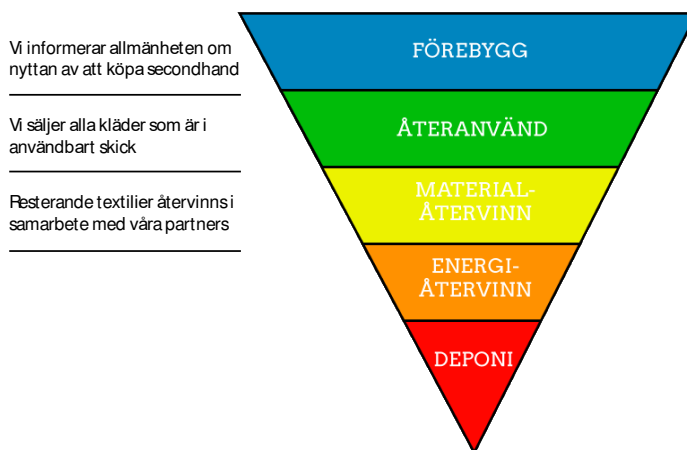 Vi informerar allmänheten om
nyttan av att köpa secondhand
FÖREBYGG
Vi säljer alla kläder som är i
användbart skick
ÅTERANVÄND
Resterande textilier återvinns i
samarbete med våra partners
MATERIAL-
ÅTERVINN
ENERGI-
ÅTERVINN
DEPONI